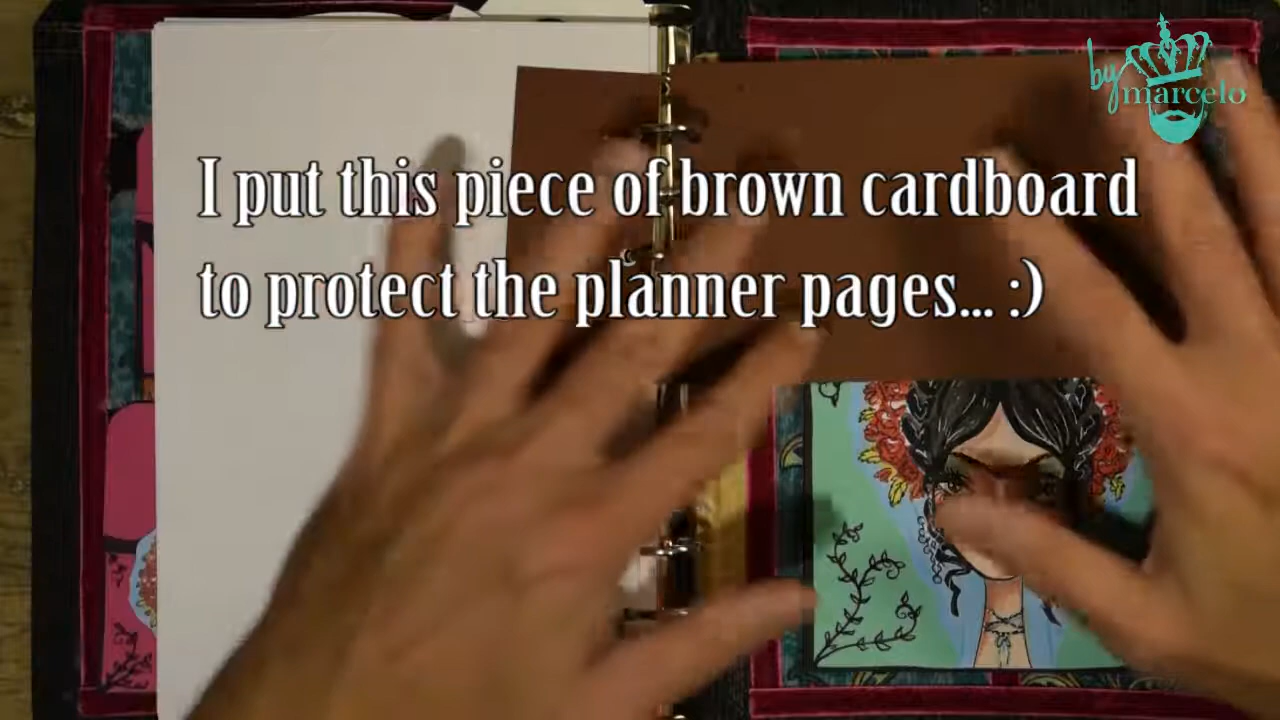 by
marcelo
I put this piece of brown cardboard
to protect the planner pages... :)